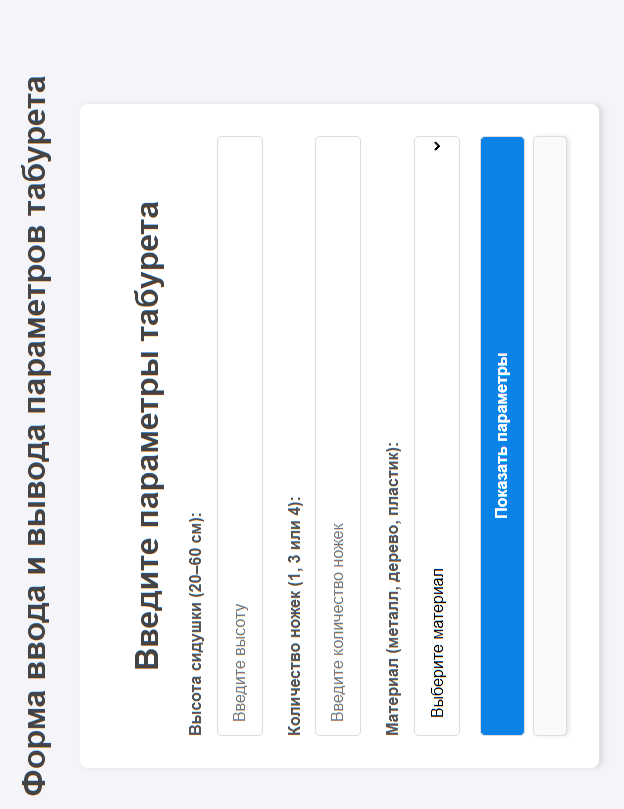 Форма ввода и вывода параметров табурета
Введите параметры табурета
Высота сидушки (20–60 см):
Введите высоту
Количество ножек (1, 3 или 4):
Введите количество ножек
Материал (металл, дерево, пластик):
Выберите материал
Показать параметры